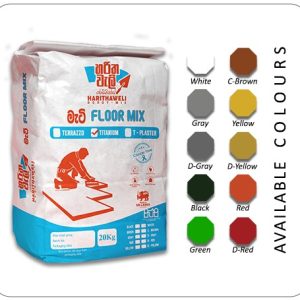 හරිත
වැලි
HARITHAWELI
මැටි FLOOR MIX
TERRAZZO
TITANIUM
T - PLASTER
20Kg
White
C-Brown
Gray
Yellow
D-Gray
D-Yellow
Black
Red
Green
D-Red
AVAILABLE COLOURS